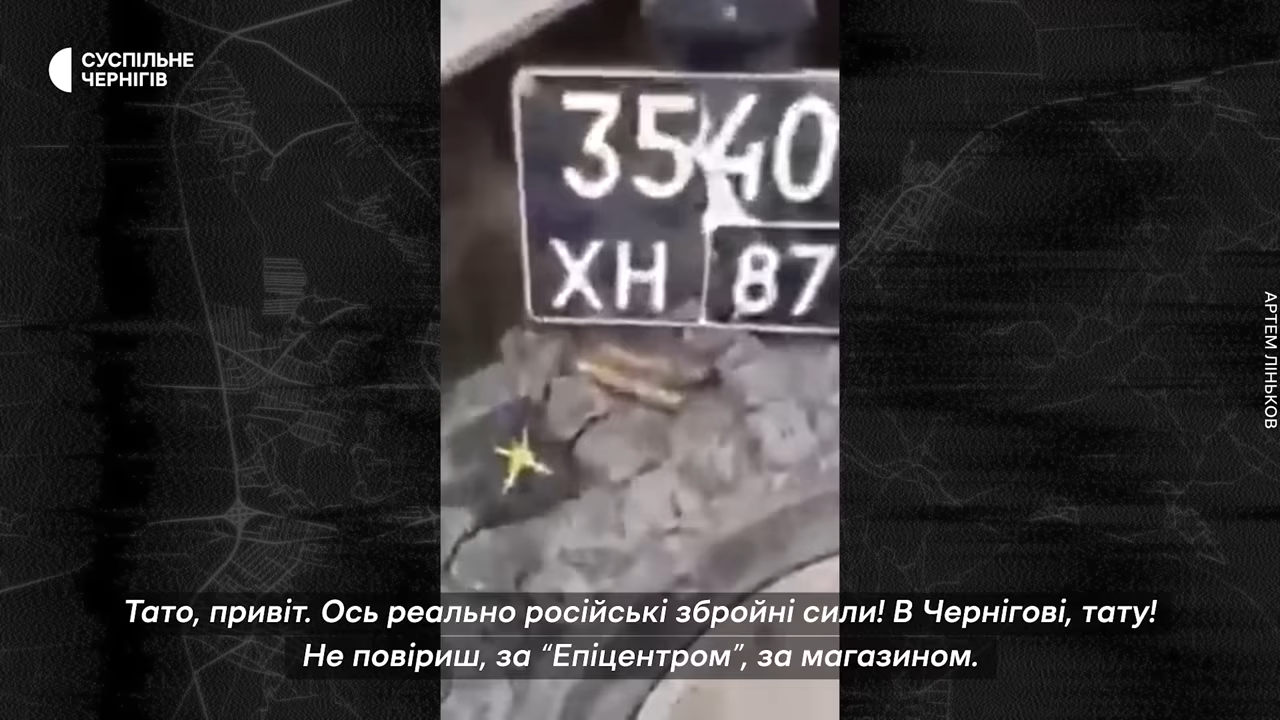 СУСПІЛЬНЕ
ЧЕРНІГІВ
3540
ХН 87
АРТЕМ ЛІНЬКОВ
Тато, привіт. Ось реально російські збройні сили! В Чернігові, тату!
Не повіриш, за “Епіцентром”, за магазином.